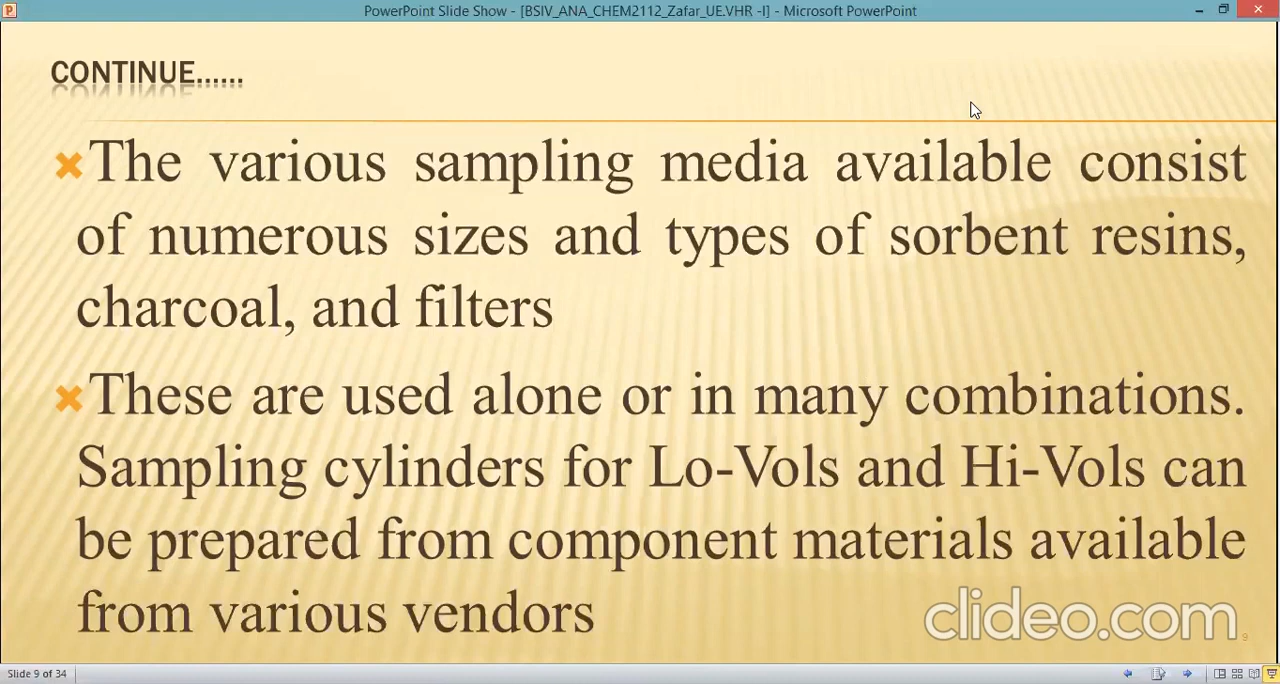 PowerPoint Slide Show - [BSIV_ANA_CHEM2112_Zafar_UE.VHR -I] - Microsoft PowerPoint
CONTINUE......
The various sampling media available consist
of numerous sizes and types of sorbent resins,
charcoal, and filters
These are used alone or in many combinations.
Sampling cylinders for Lo-Vols and Hi-Vols can
be prepared from component materials available
from various vendors
clideo.com
9
Slide 9 of 34